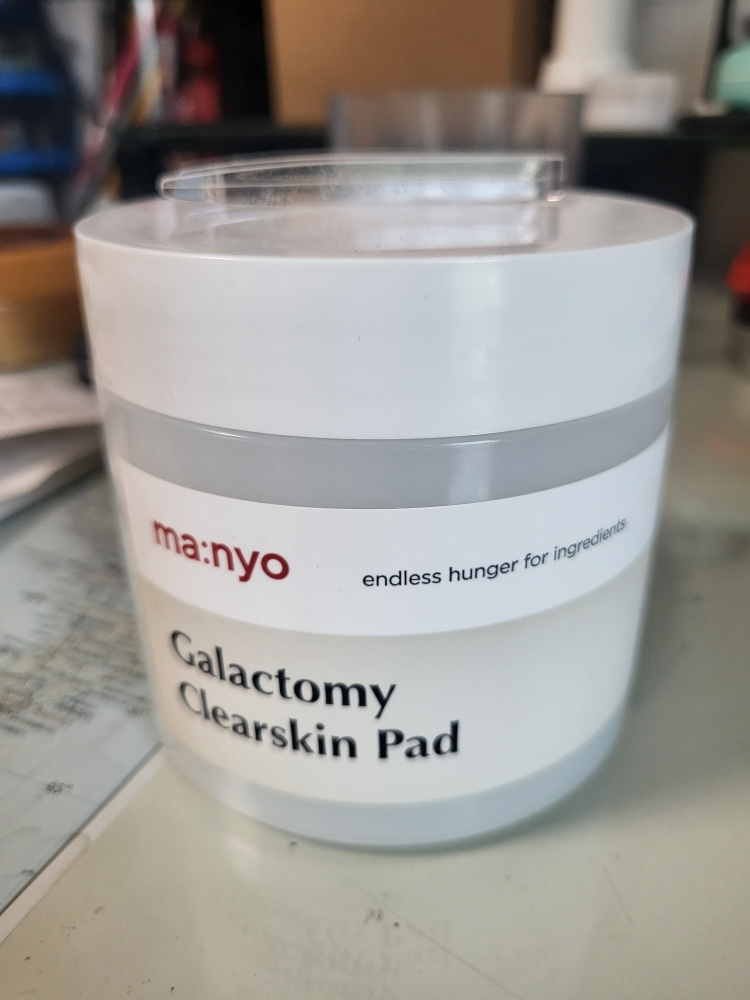 ma:nyo
endless hunger for ingredients
Galactomy
Clearskin Pad